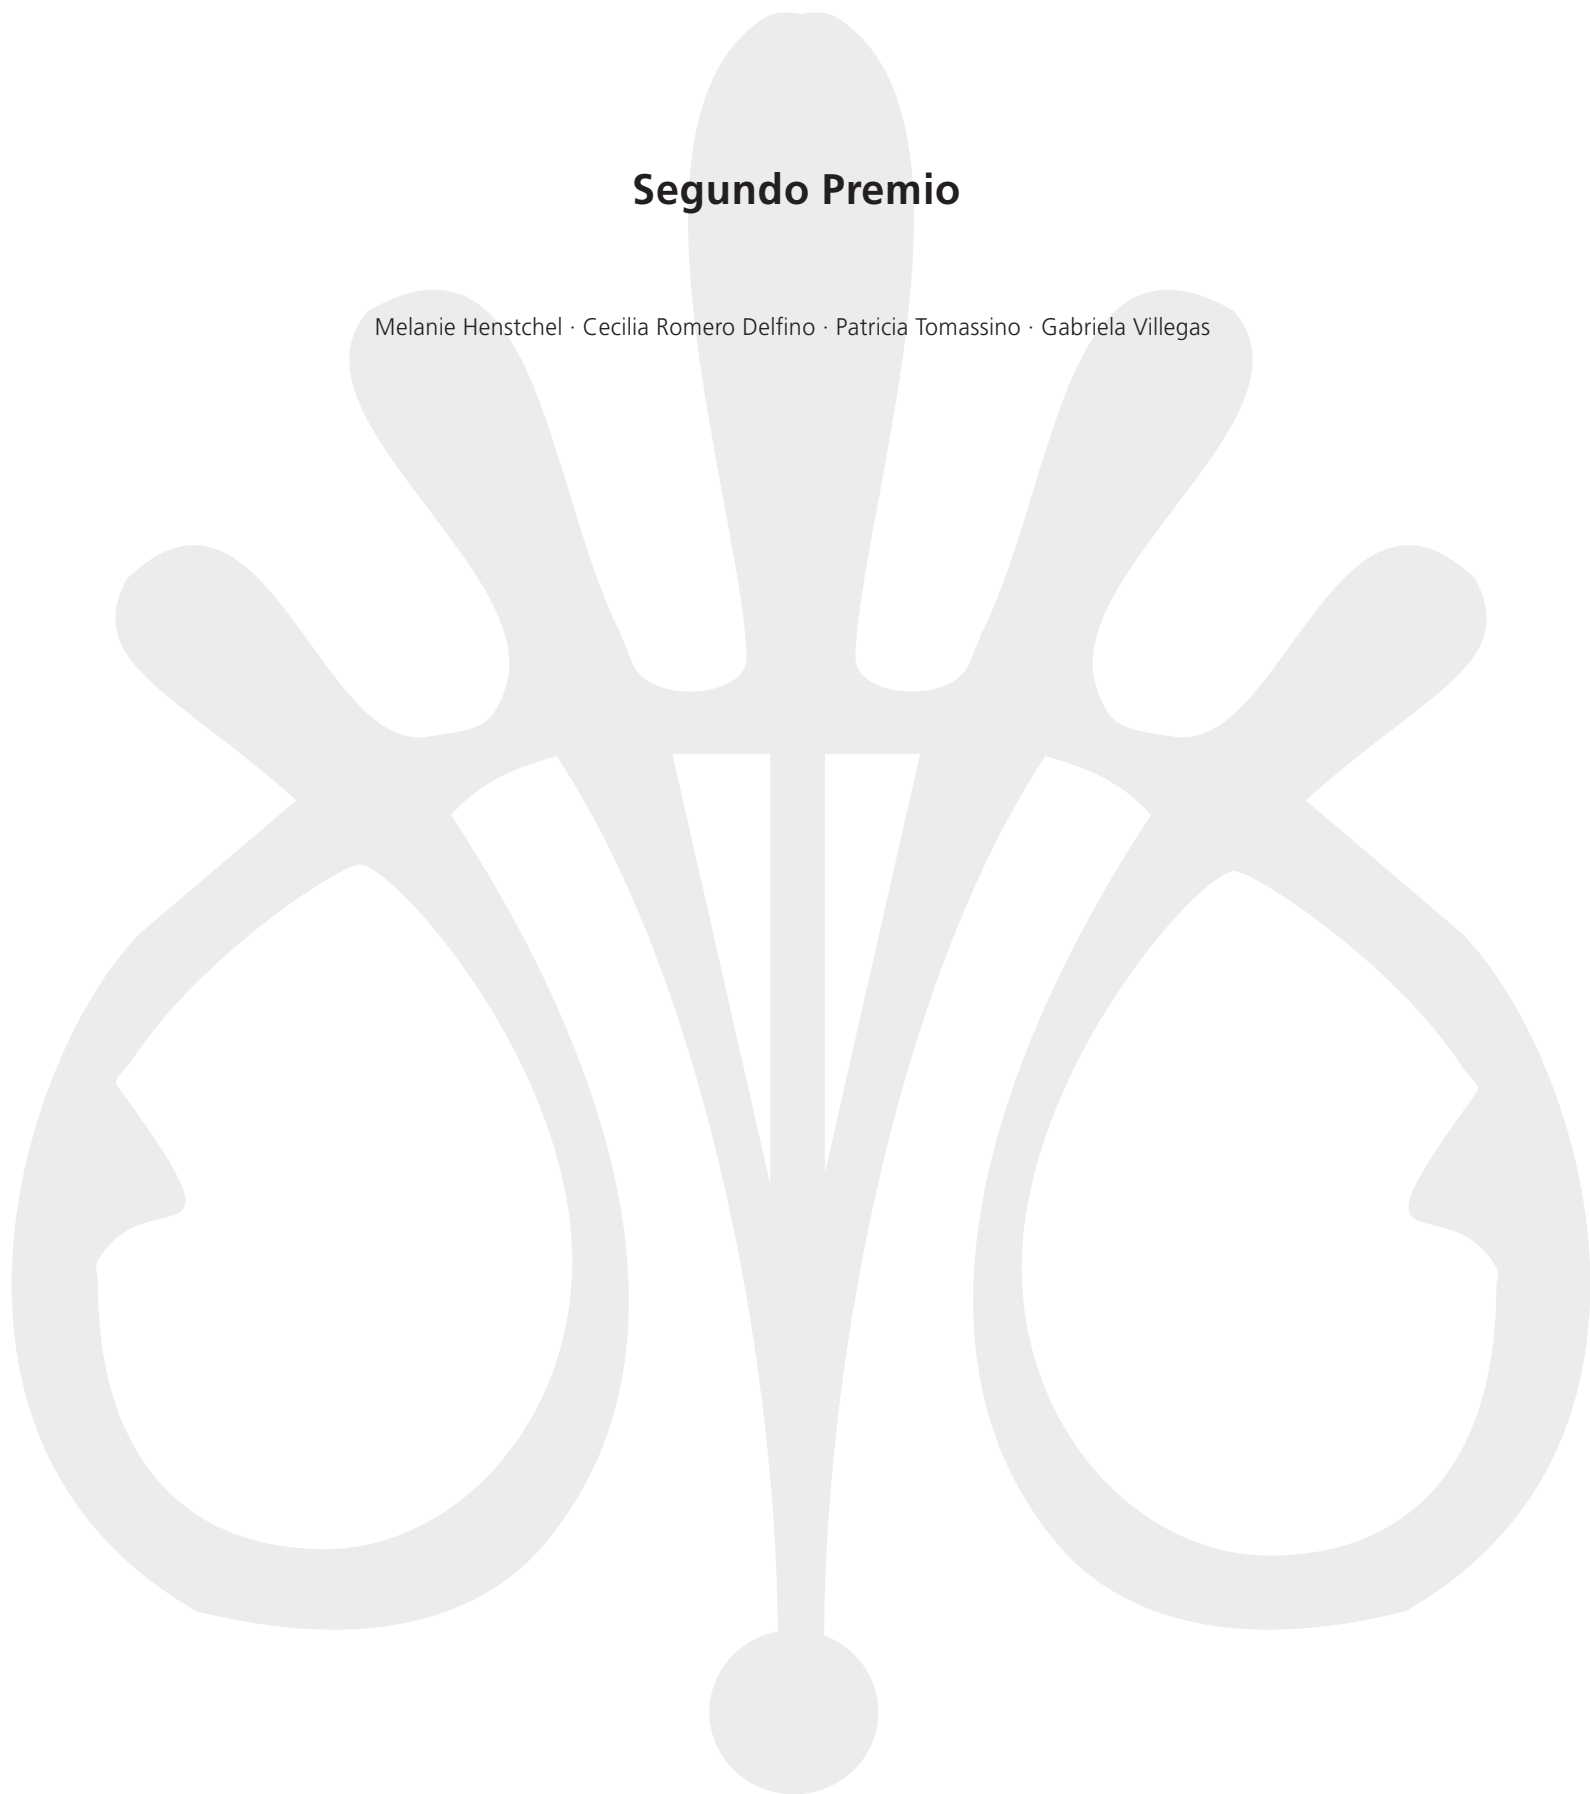 Segundo Premio
Melanie Henstchel · Cecilia Romero Delfino · Patricia Tomassino · Gabriela Villegas